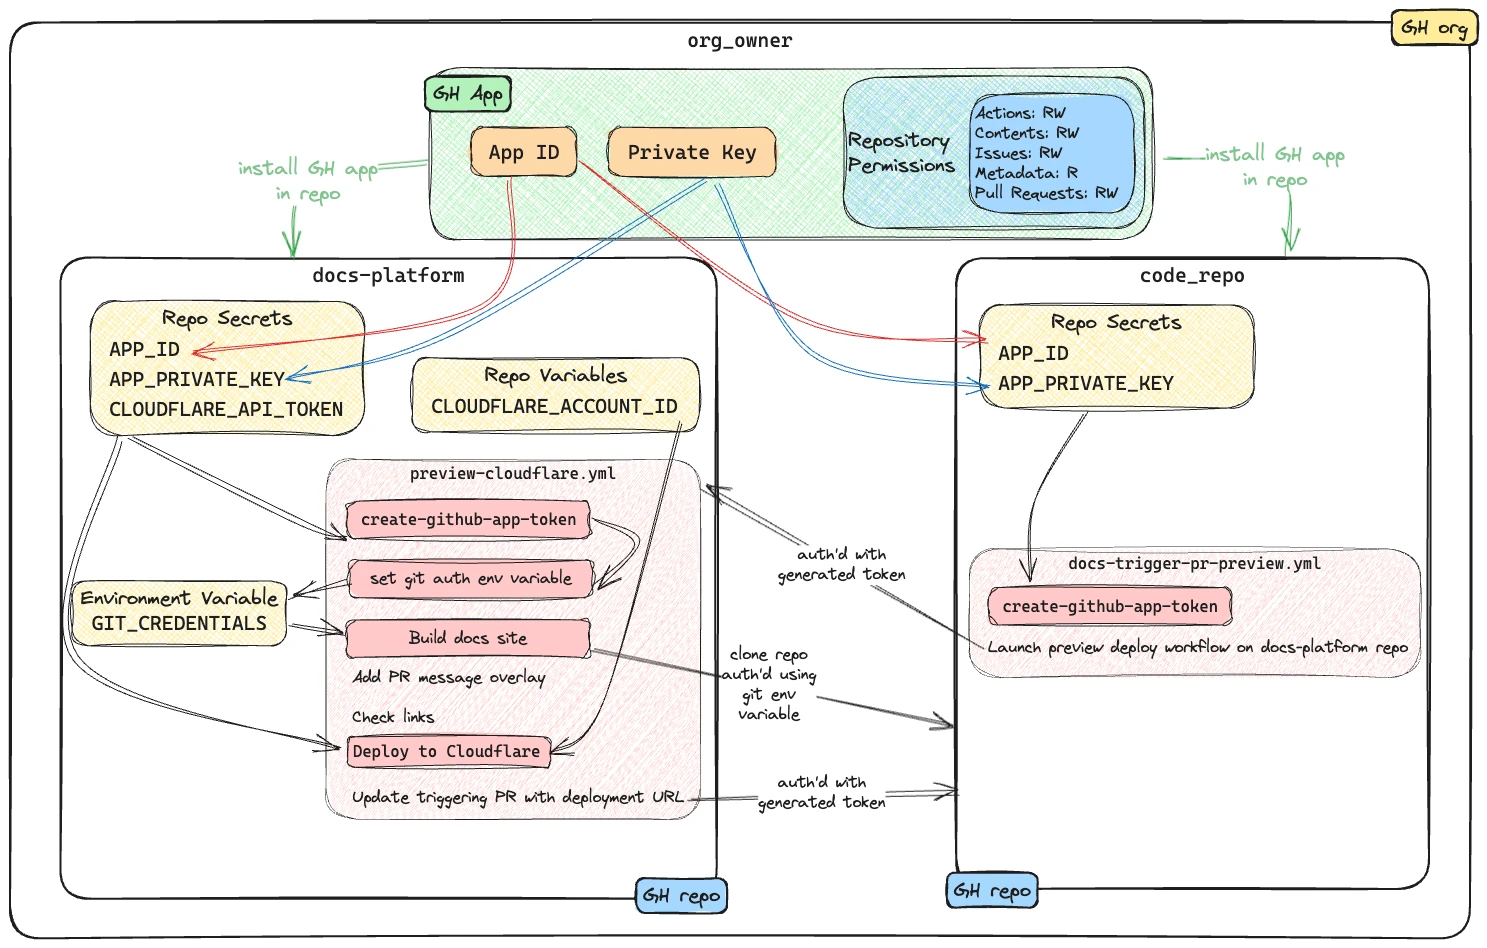 GH org
org_owner
GH App
App ID
Private Key
Repository
Permissions
Actions: RW
Contents: RW
Issues: RW
Metadata: R
Pull Requests: RW
install GH app
in repo
install GH app
in repo
docs-platform
Repo Secrets
APP_ID
APP_PRIVATE_KEY
CLOUDFLARE_API_TOKEN
Repo Variables
CLOUDFLARE_ACCOUNT_ID
preview-cloudflare.yml
create-github-app-token
set git auth env variable
Environment Variable
GIT_CREDENTIALS
Build docs site
Add PR message overlay
Check links
Deploy to Cloudflare
Update triggering PR with deployment URL
GH repo
auth'd with
generated token
clone repo
auth'd using
git env
variable
auth'd with
generated token
code_repo
Repo Secrets
APP_ID
APP_PRIVATE_KEY
docs-trigger-pr-preview.yml
create-github-app-token
Launch preview deploy workflow on docs-platform repo
GH repo